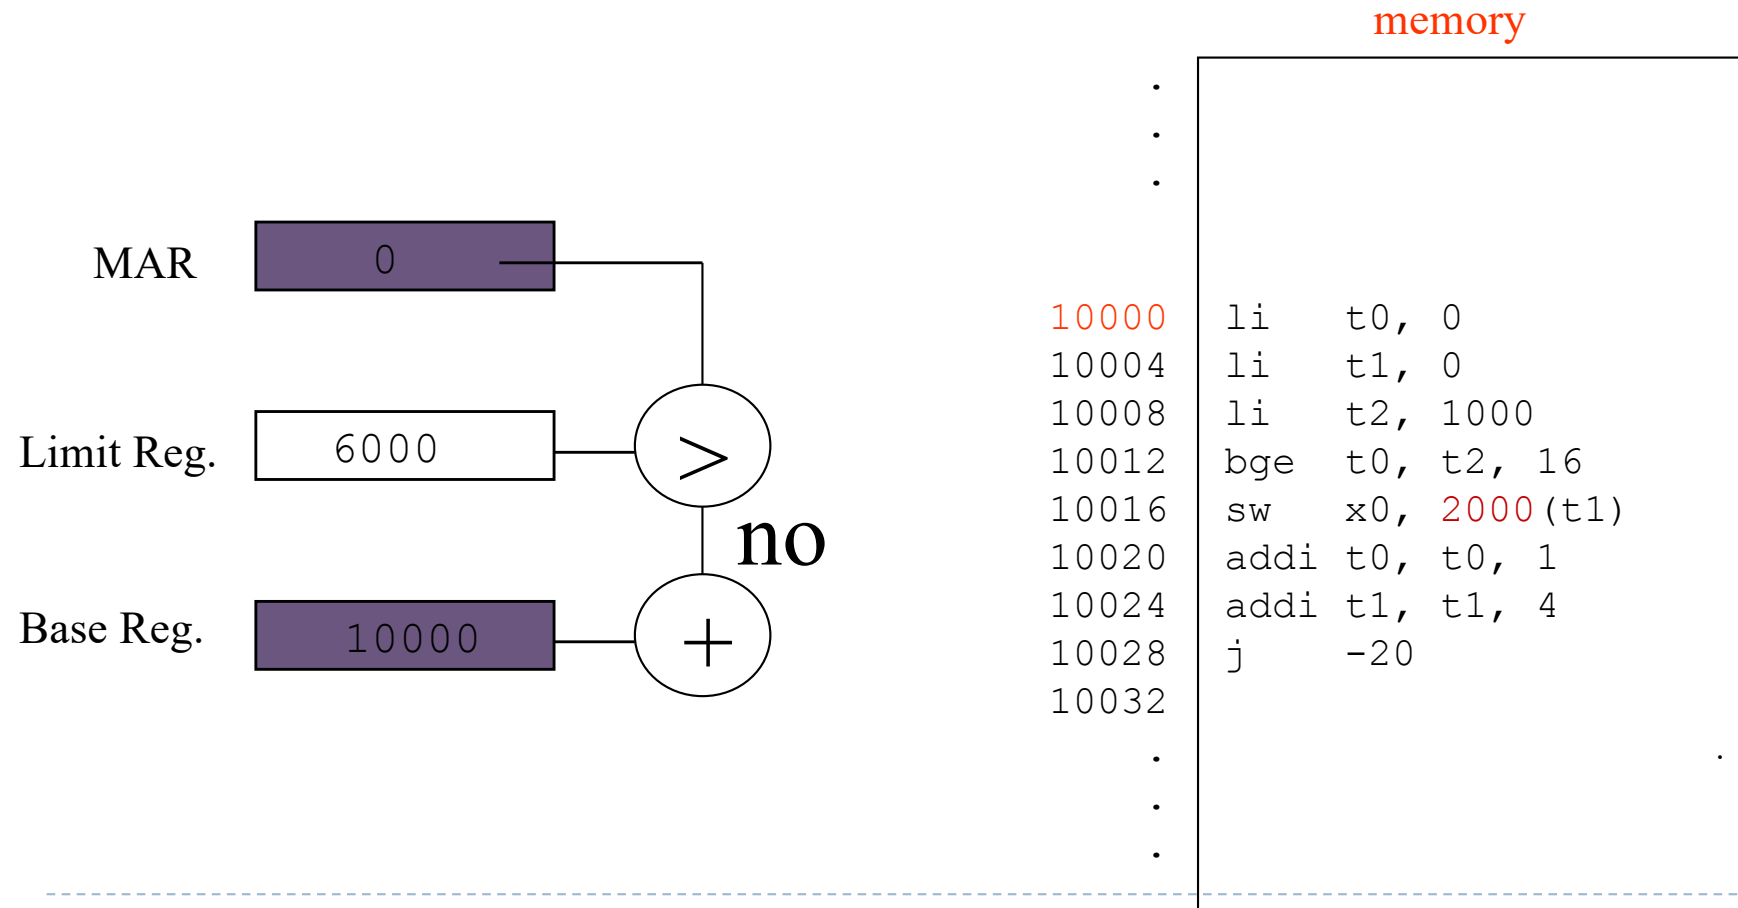 memory
.
.
.
MAR 0
Limit Reg. 6000 >
no
Base Reg. 10000 +
10000 li t0, 0
10004 li t1, 0
10008 li t2, 1000
10012 bge t0, t2, 16
10016 sw x0, 2000(t1)
10020 addi t0, t0, 1
10024 addi t1, t1, 4
10028 j -20
10032
. .
.
.